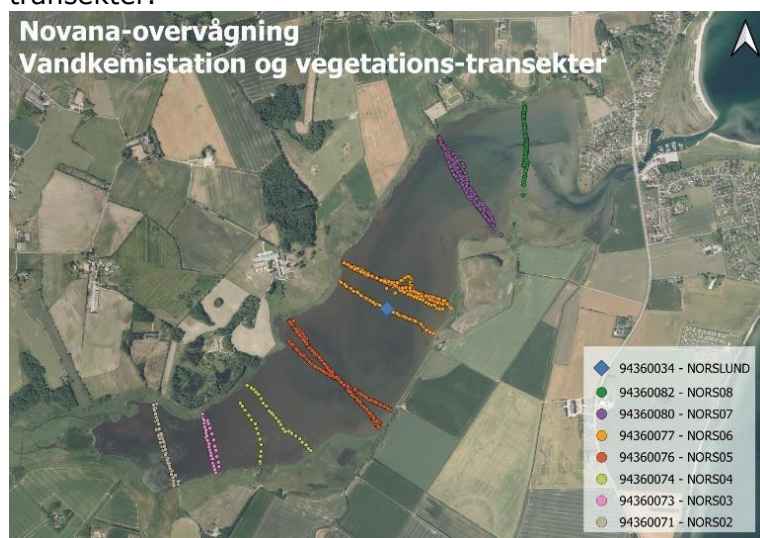 transekter.
Novana-overvågning
Vandkemistation og vegetations-transekter
94360034 - NORSLUND
94360082 - NORS08
94360080 - NORS07
94360077 - NORS06
94360076 - NORS05
94360074 - NORS04
94360073 - NORS03
94360071 - NORS02